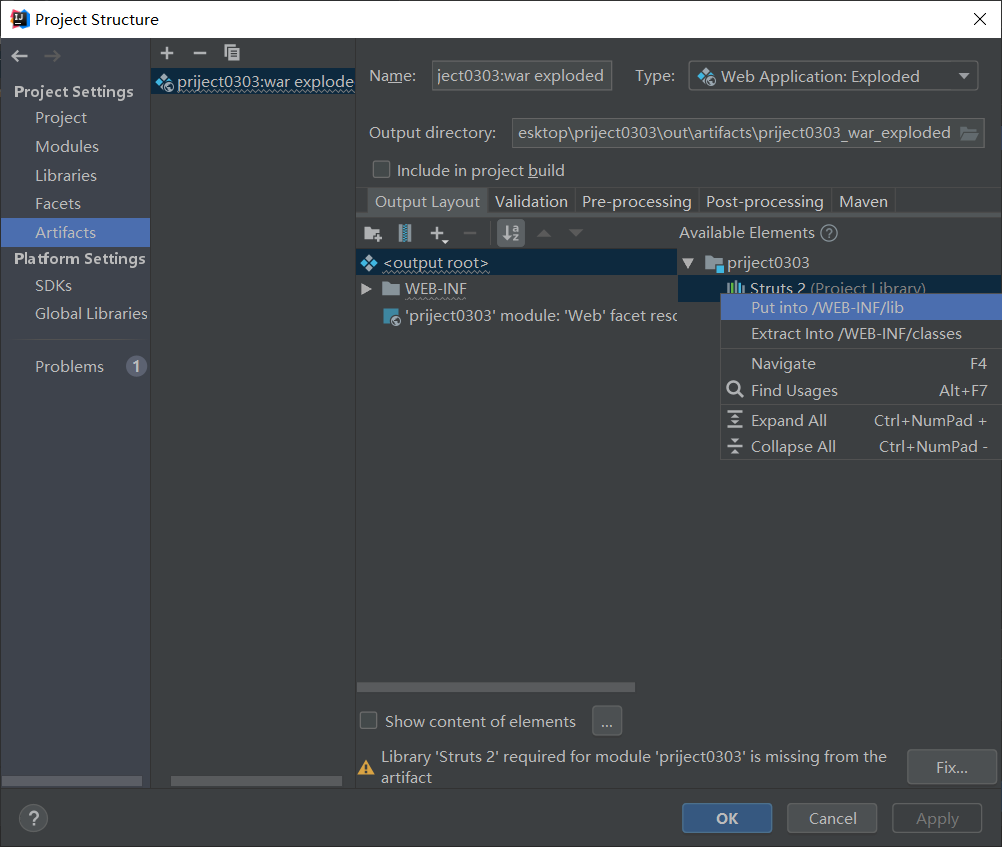 Project Structure
Project Settings
Project
Modules
Libraries
Facets
Artifacts
Platform Settings
SDKs
Global Libraries
Problems 1
priject0303:war explode
Name: ject0303:war exploded Type: Web Application: Exploded
Output directory: esktop\priject0303\out\artifacts\priject0303_war_exploded
Include in project build
Output Layout Validation Pre-processing Post-processing Maven
Available Elements ?
<output root>
WEB-INF
'priject0303' module: 'Web' facet resc
priject0303
Struts 2 (Project Library)
Put into /WEB-INF/lib
Extract Into /WEB-INF/classes
Navigate F4
Find Usages Alt+F7
Expand All Ctrl+NumPad +
Collapse All Ctrl+NumPad -
Show content of elements ...
Library 'Struts 2' required for module 'priject0303' is missing from the
artifact
Fix...
? OK Cancel Apply